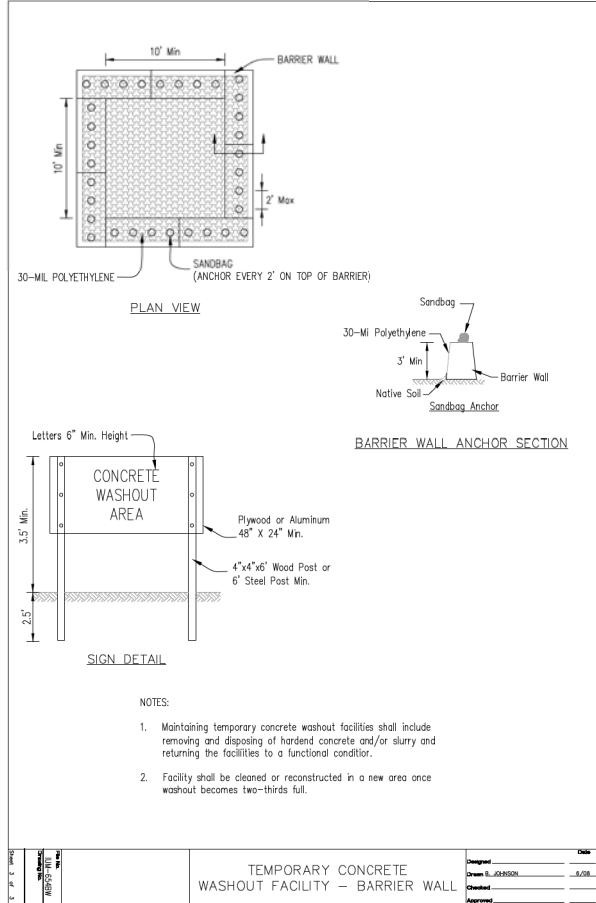 10' Min
BARRIER WALL
10' Min
2' Max
SANDBAG
(ANCHOR EVERY 2' ON TOP OF BARRIER)
30-MIL POLYETHYLENE
PLAN VIEW
Sandbag
30-Mi Polyethylene
3' Min
Barrier Wall
Native Soil
Sandbag Anchor
BARRIER WALL ANCHOR SECTION
Letters 6" Min. Height
CONCRETE
WASHOUT
AREA
3.5' Min.
Plywood or Aluminum
48" X 24" Min.
4"x4"x6' Wood Post or
6' Steel Post Min.
2.5'
SIGN DETAIL
NOTES:
1. Maintaining temporary concrete washout facilities shall include
removing and disposing of hardend concrete and/or slurry and
returning the facilities to a functional conditior.
2. Facility shall be cleaned or reconstructed in a new area once
washout becomes two-thirds full.
Sheet 3 of 3
Drawing No.
IUM-654BW
File No.
TEMPORARY CONCRETE
WASHOUT FACILITY – BARRIER WALL
Date
Designed
Drawn B. JOHNSON 6/08
Checked
Approved